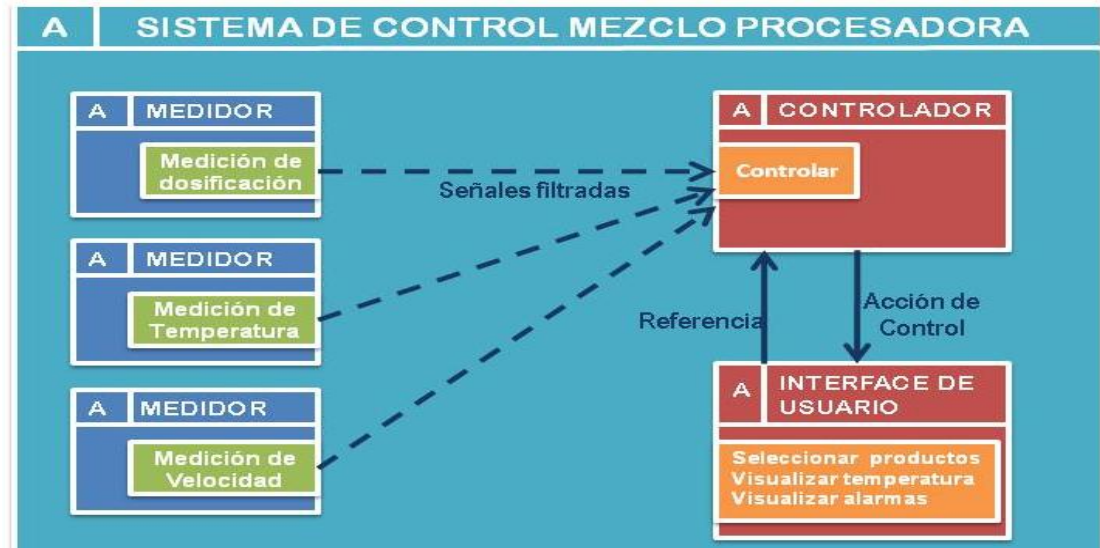 A SISTEMA DE CONTROL MEZCLO PROCESADORA
A MEDIDOR
Medición de
dosificación
A MEDIDOR
Medición de
Temperatura
A MEDIDOR
Medición de
Velocidad
Señales filtradas
A CONTROLADOR
Controlar
Referencia
Acción de
Control
A INTERFACE DE
USUARIO
Seleccionar productos
Visualizar temperatura
Visualizar alarmas